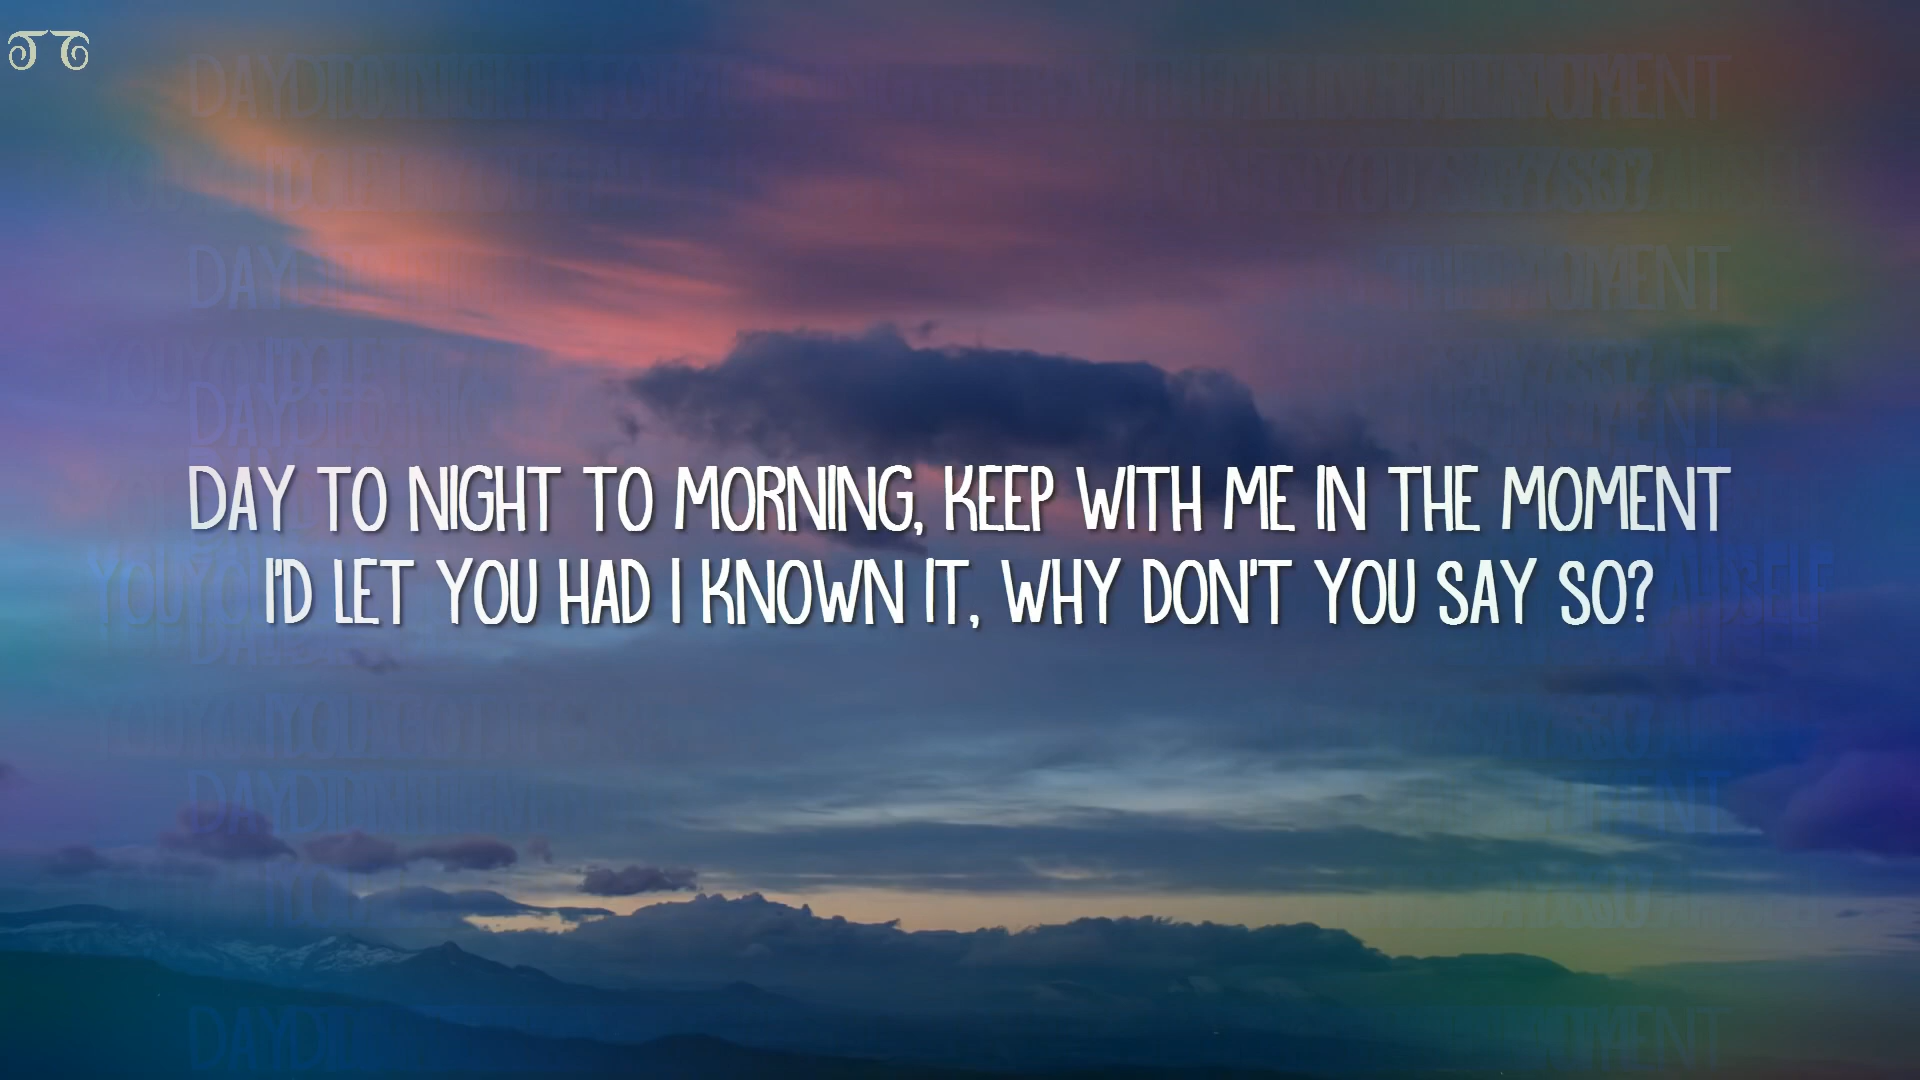 DAY TO NIGHT TO MORNING, KEEP WITH ME IN THE MOMENT
I'D LET YOU HAD I KNOWN IT, WHY DON'T YOU SAY SO?